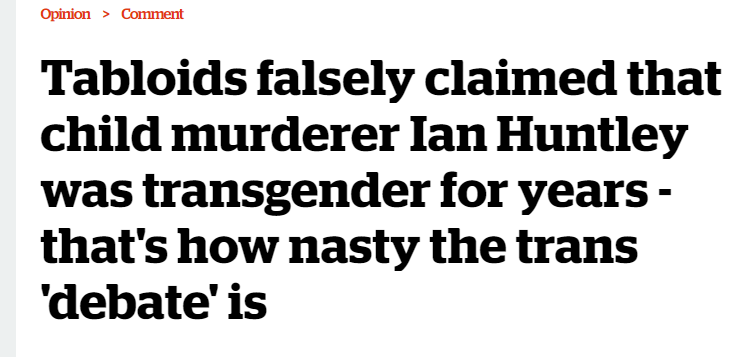 Opinion > Comment
Tabloids falsely claimed that
child murderer Ian Huntley
was transgender for years -
that's how nasty the trans
'debate' is